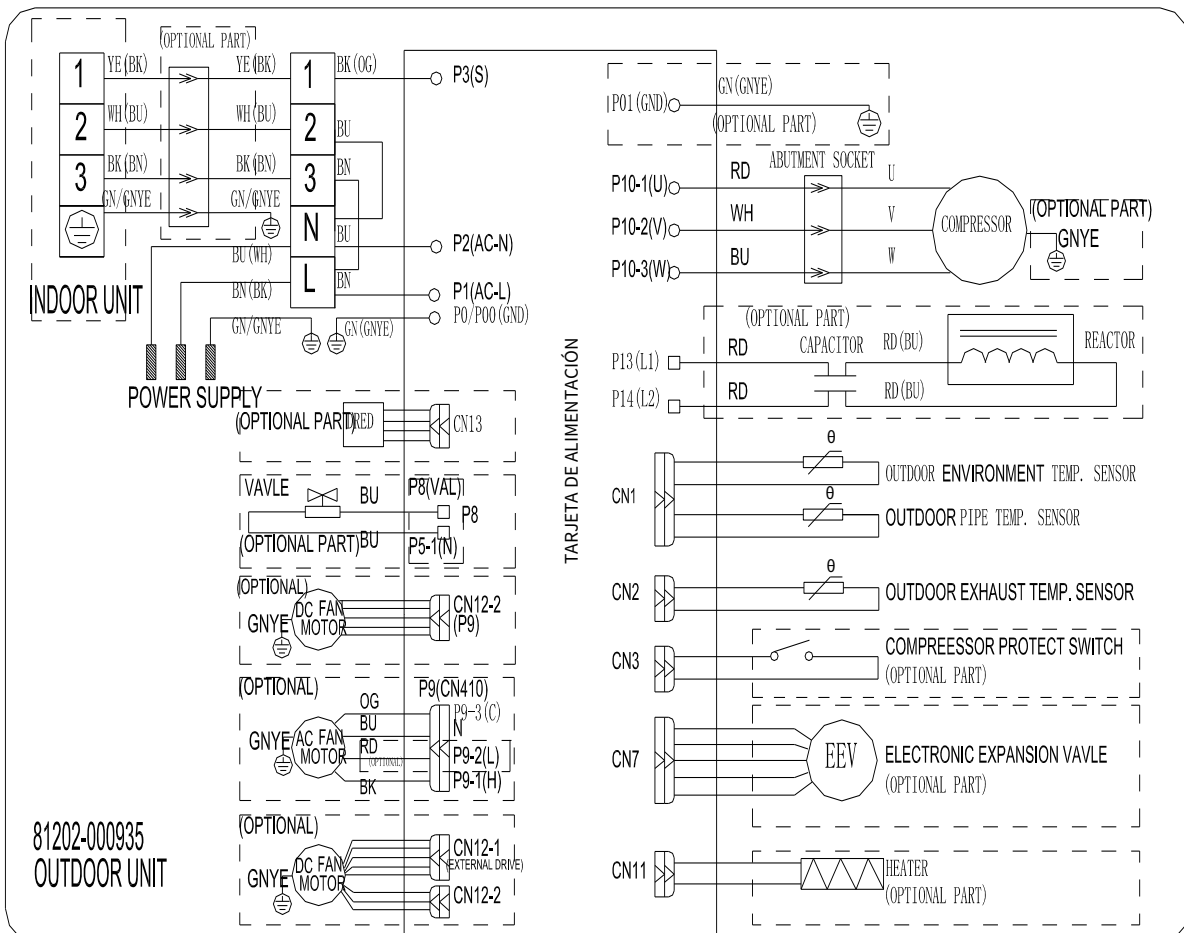 (OPTIONAL PART)
1
YE(BK)
YE(BK)
1
BK(OG)
P3(S)
2
WH(BU)
WH(BU)
2
BU
3
BK(BN)
BK(BN)
3
BN
GN/GNYE
GN/GNYE
N
BU
P2(AC-N)
BU(WH)
L
BN
P1(AC-L)
BN(BK)
P0/P00(GND)
GN/GNYE
GN(GNYE)
INDOOR UNIT
POWER SUPPLY
(OPTIONAL PART)
DRED
CN13
VAVLE
BU
P8(VAL)
P8
(OPTIONAL PART)
BU
P5-1(N)
(OPTIONAL)
GNYE
DC FAN
MOTOR
CN12-2
(P9)
(OPTIONAL)
P9(CN410)
OG
P9-3(C)
BU
N
GNYE
AC FAN
MOTOR
RD
(OPTIONAL)
P9-2(L)
BK
P9-1(H)
(OPTIONAL)
GNYE
DC FAN
MOTOR
CN12-1
(EXTERNAL DRIVE)
CN12-2
81202-000935
OUTDOOR UNIT
TARJETA DE ALIMENTACIÓN
P01(GND)
GN(GNYE)
(OPTIONAL PART)
ABUTMENT SOCKET
P10-1(U)
RD
U
P10-2(V)
WH
V
P10-3(W)
BU
W
COMPRESSOR
(OPTIONAL PART)
GNYE
(OPTIONAL PART)
P13(L1)
RD
CAPACITOR
RD(BU)
REACTOR
P14(L2)
RD
RD(BU)
CN1
θ
OUTDOOR ENVIRONMENT TEMP. SENSOR
θ
OUTDOOR PIPE TEMP. SENSOR
CN2
θ
OUTDOOR EXHAUST TEMP. SENSOR
CN3
COMPREESSOR PROTECT SWITCH
(OPTIONAL PART)
CN7
EEV
ELECTRONIC EXPANSION VAVLE
(OPTIONAL PART)
CN11
HEATER
(OPTIONAL PART)